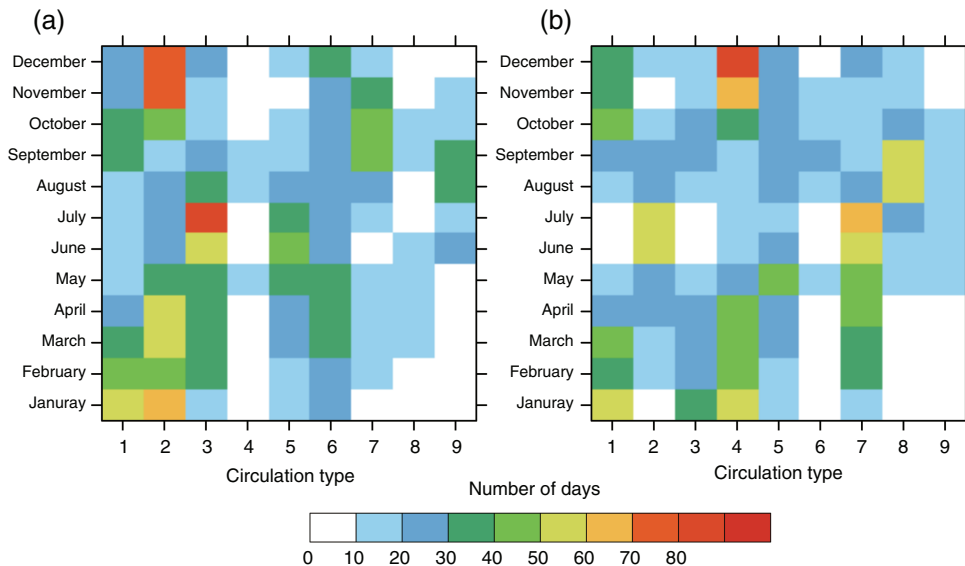 (a) (b)
December December
November November
October October
September September
August August
July July
June June
May May
April April
March March
February February
Januray Januray
1 2 3 4 5 6 7 8 9 1 2 3 4 5 6 7 8 9
Circulation type Circulation type
Number of days
0 10 20 30 40 50 60 70 80